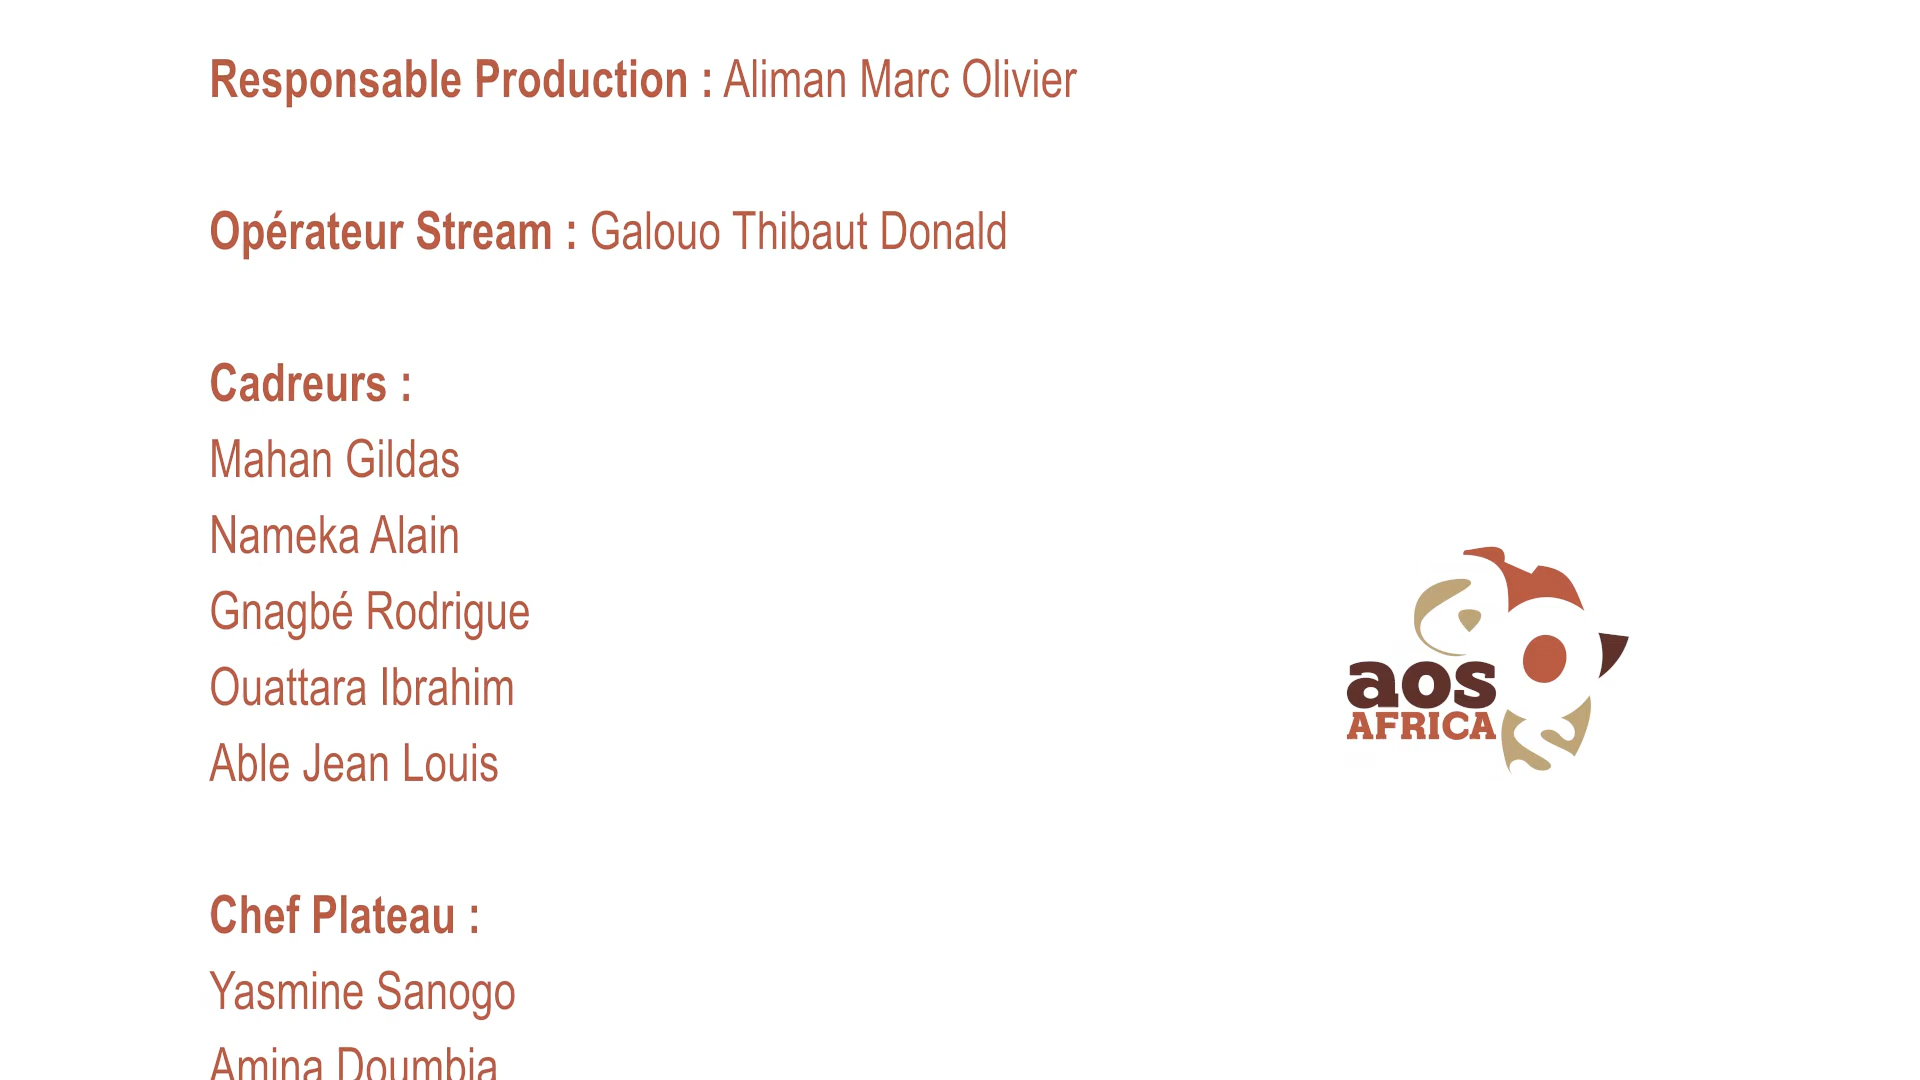 Responsable Production : Aliman Marc Olivier
Opérateur Stream : Galouo Thibaut Donald
Cadreurs :
Mahan Gildas
Nameka Alain
Gnagbé Rodrigue
Ouattara Ibrahim
Able Jean Louis
aos
AFRICA
Chef Plateau :
Yasmine Sanogo
Amina Doumbia